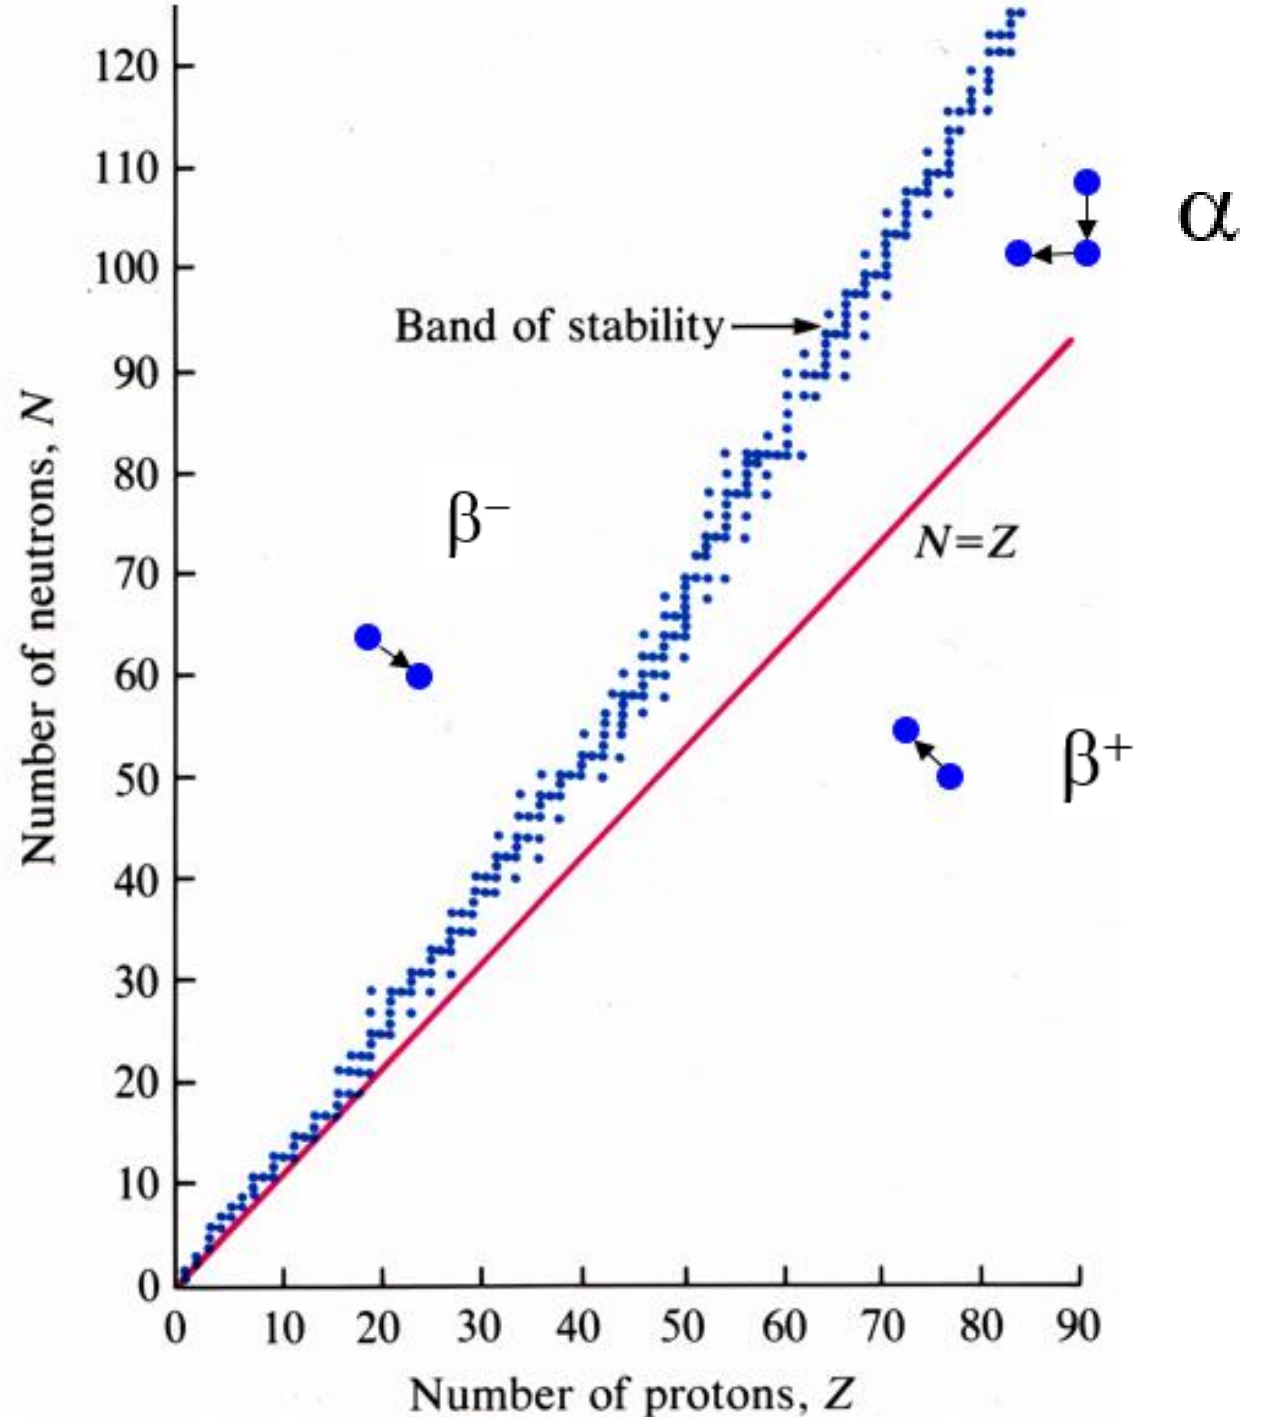 120
110
α
100
Band of stability
90
80
β⁻
N=Z
70
60
β⁺
50
40
30
20
10
0
0 10 20 30 40 50 60 70 80 90
Number of protons, Z
Number of neutrons, N